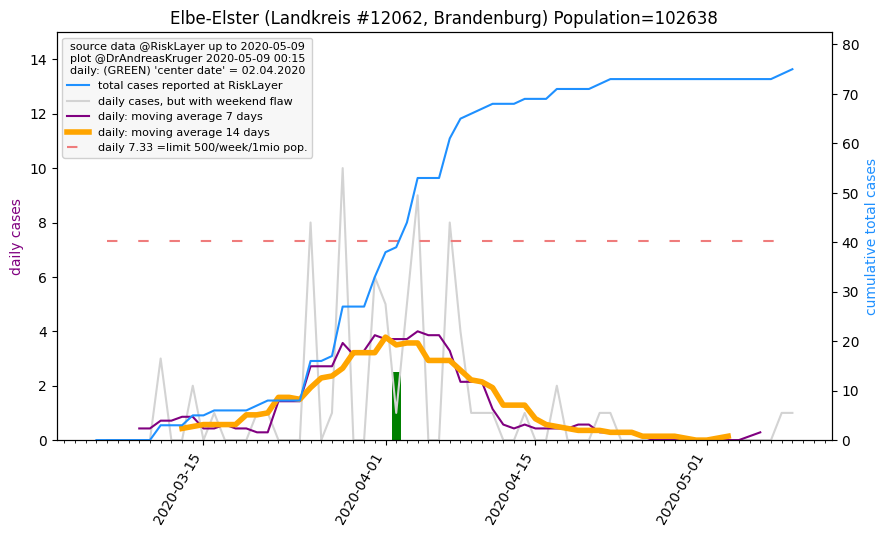 Elbe-Elster (Landkreis #12062, Brandenburg) Population=102638
source data @RiskLayer up to 2020-05-09
plot @DrAndreasKruger 2020-05-09 00:15
daily: (GREEN) 'center date' = 02.04.2020
total cases reported at RiskLayer
daily cases, but with weekend flaw
daily: moving average 7 days
daily: moving average 14 days
daily 7.33 =limit 500/week/1mio pop.
daily cases
14
12
10
8
6
4
2
0
80
70
60
50
40
30
20
10
0
cumulative total cases
2020-03-15
2020-04-01
2020-04-15
2020-05-01